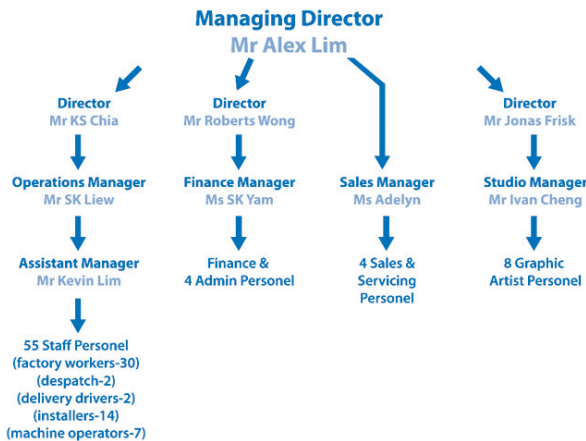 Managing Director
Mr Alex Lim
Director
Mr KS Chia
Director
Mr Roberts Wong
Director
Mr Jonas Frisk
Operations Manager
Mr SK Liew
Finance Manager
Ms SK Yam
Sales Manager
Ms Adelyn
Studio Manager
Mr Ivan Cheng
Assistant Manager
Mr Kevin Lim
Finance &
4 Admin Personel
4 Sales &
Servicing
Personel
8 Graphic
Artist Personel
55 Staff Personel
(factory workers-30)
(despatch-2)
(delivery drivers-2)
(installers-14)
(machine operators-7)